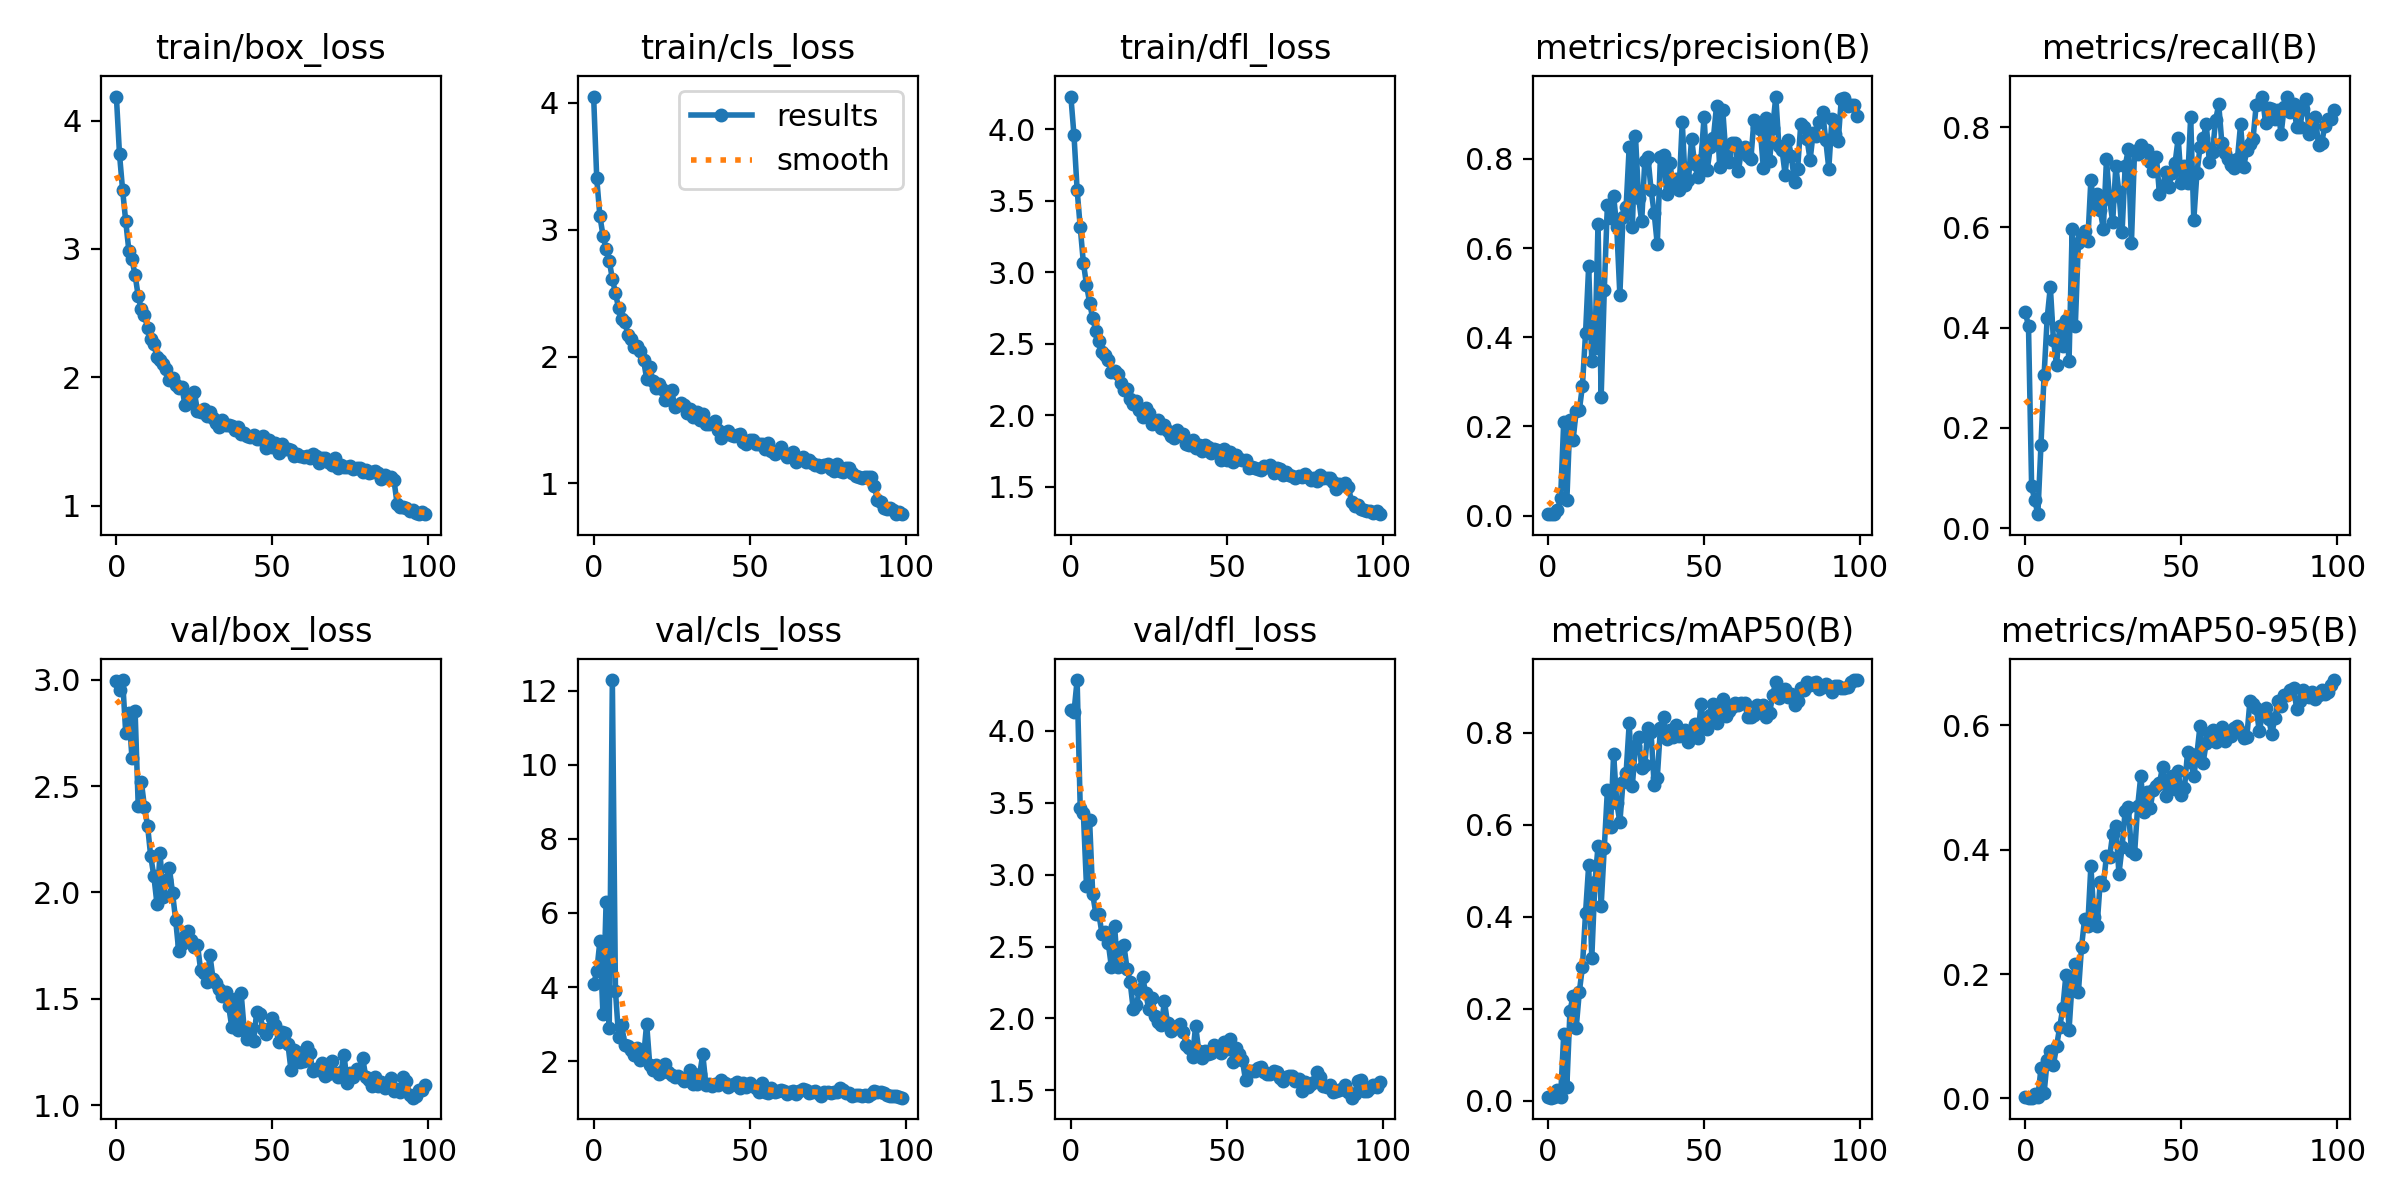 train/box_loss
4
3
2
1
0 50 100
train/cls_loss
results
smooth
4
3
2
1
0 50 100
train/dfl_loss
4.0
3.5
3.0
2.5
2.0
1.5
0 50 100
metrics/precision(B)
0.8
0.6
0.4
0.2
0.0
0 50 100
metrics/recall(B)
0.8
0.6
0.4
0.2
0.0
0 50 100
val/box_loss
3.0
2.5
2.0
1.5
1.0
0 50 100
val/cls_loss
12
10
8
6
4
2
0 50 100
val/dfl_loss
4.0
3.5
3.0
2.5
2.0
1.5
0 50 100
metrics/mAP50(B)
0.8
0.6
0.4
0.2
0.0
0 50 100
metrics/mAP50-95(B)
0.6
0.4
0.2
0.0
0 50 100